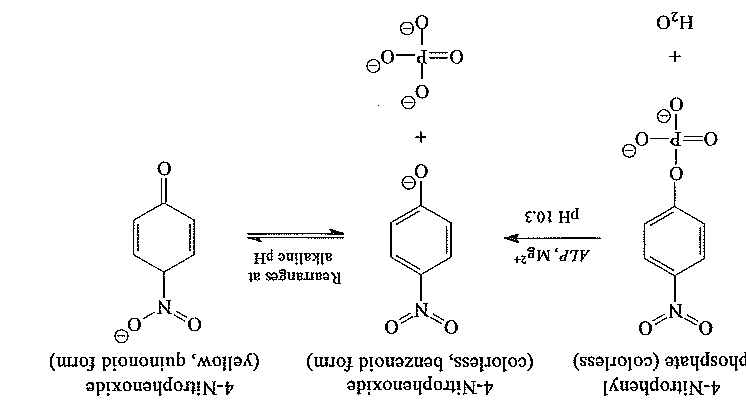 4-Nitrophenyl
phosphate (colorless)
O
O
N
O
O
P
O
⊖
O
⊖
+
H₂O
ALP, Mg²⁺
pH 10.3
4-Nitrophenoxide
(colorless, benzenoid form)
O
O
N
O
⊖
+
O
⊖
O
P
O
⊖
O
⊖
Rearranges at
alkaline pH
4-Nitrophenoxide
(yellow, quinonoid form)
O
O
⊖
N
O